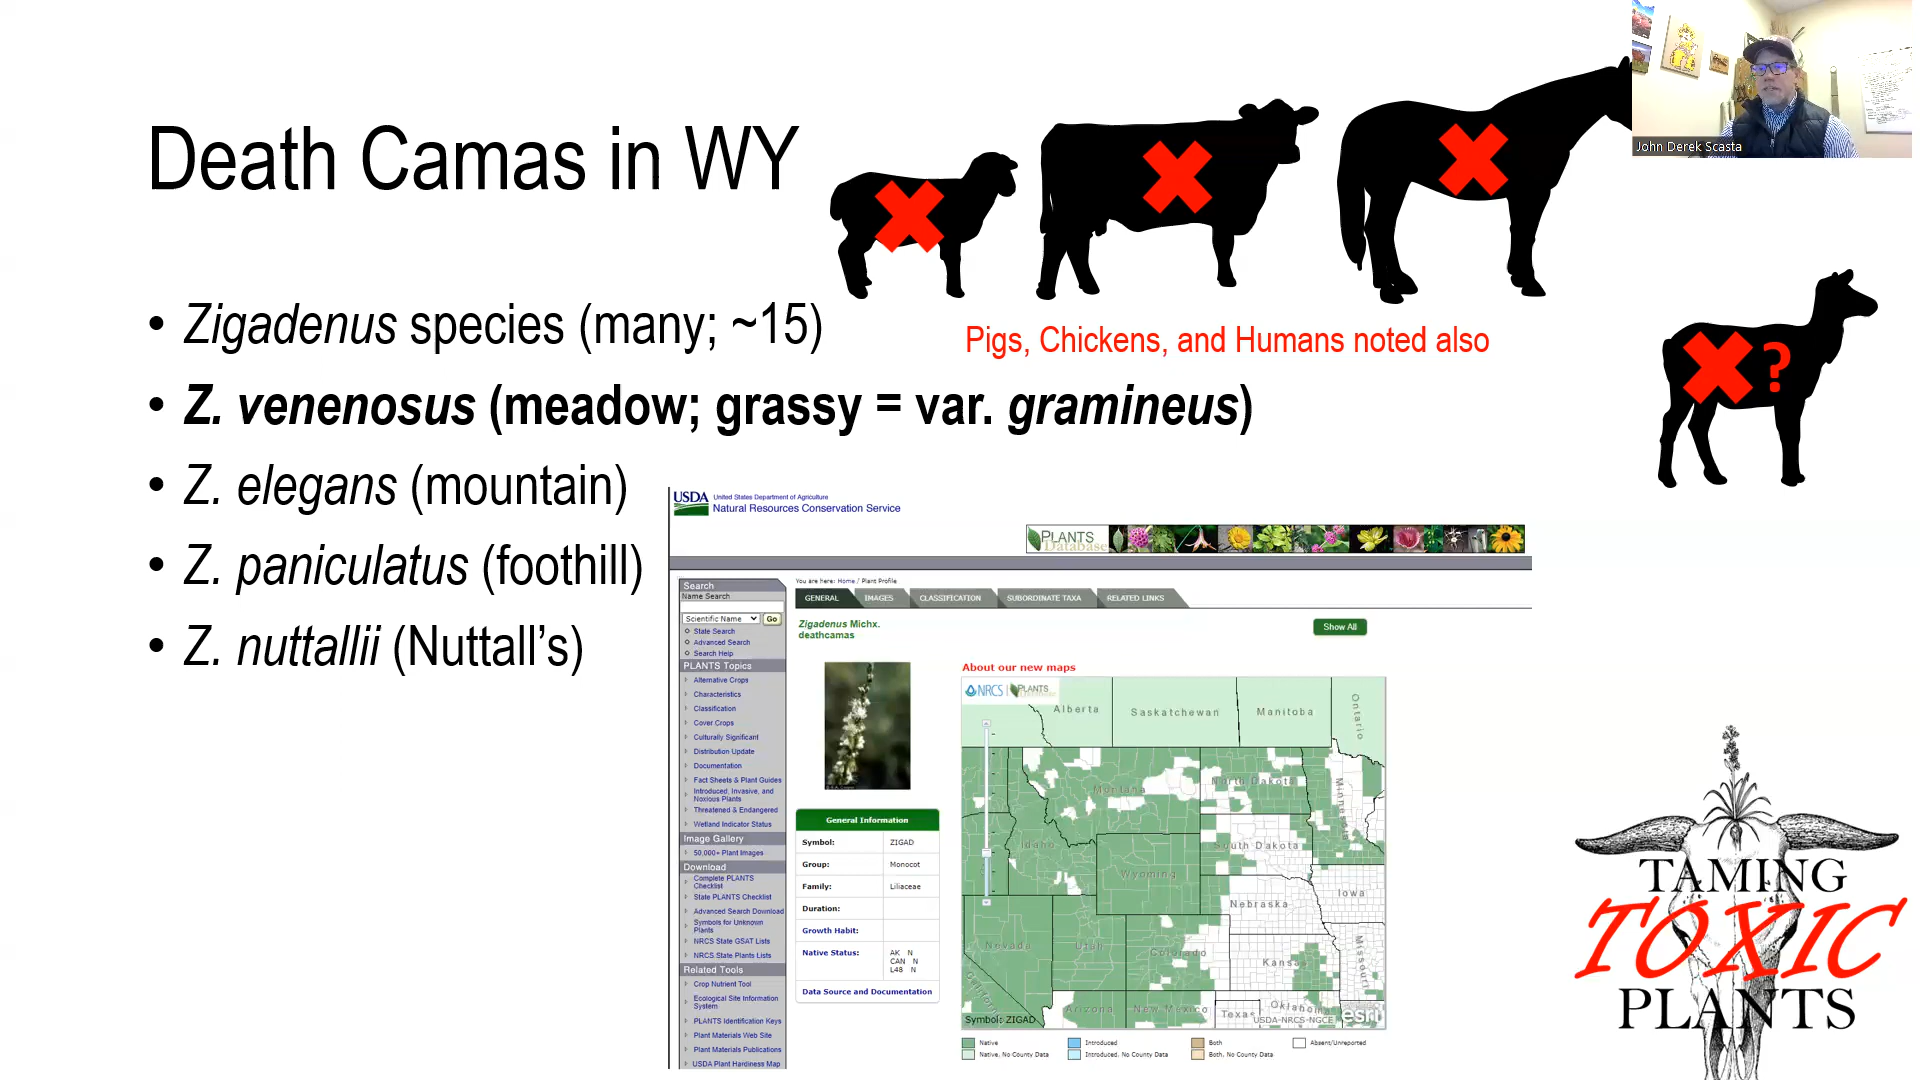 John Derek Scasta
Death Camas in WY
• Zigadenus species (many; ~15)
Pigs, Chickens, and Humans noted also
?
• Z. venenosus (meadow; grassy = var. gramineus)
• Z. elegans (mountain)
• Z. paniculatus (foothill)
• Z. nuttallii (Nuttall's)
USDA United States Department of Agriculture
Natural Resources Conservation Service
PLANTS
Database
Search
Name Search
Scientific Name Go
State Search
Advanced Search
Search Help
PLANTS Topics
Alternative Crops
Characteristics
Classification
Cover Crops
Culturally Significant
Distribution Update
Documentation
Fact Sheets & Plant Guides
Introduced, Invasive, and
Noxious Plants
Threatened & Endangered
Wetland Indicator Status
Image Gallery
50,000+ Plant Images
Download
Complete PLANTS
Checklist
State PLANTS Checklist
Advanced Search Download
Symbols for Unknown
Plants
NRCS State GSAT Lists
NRCS State Plants Lists
Related Tools
Crop Nutrient Tool
Ecological Site Information
System
PLANTS Identification Keys
Plant Materials Web Site
Plant Materials Publications
USDA Plant Hardiness Map
You are here: Home / Plant Profile
GENERAL IMAGES CLASSIFICATION SUBORDINATE TAXA RELATED LINKS
Zigadenus Michx.
deathcamas
Show All
General Information
Symbol: ZIGAD
Group: Monocot
Family: Liliaceae
Duration:
Growth Habit:
Native Status: AK N
CAN N
L48 N
Data Source and Documentation
About our new maps
NRCS | PLANTS
Alberta
Saskatchewan
Manitoba
Ontario
Montana
North Dakota
Minnesota
Idaho
Wyoming
South Dakota
Iowa
Nebraska
Nevada
Utah
Colorado
Kansas
Missouri
California
Arizona
New Mexico
Texas
Oklahoma
Symbol: ZIGAD
USDA-NRCS-NGCE
esri
Native Introduced Both Absent/Unreported
Native, No County Data Introduced, No County Data Both, No County Data
TAMING
TOXIC
PLANTS